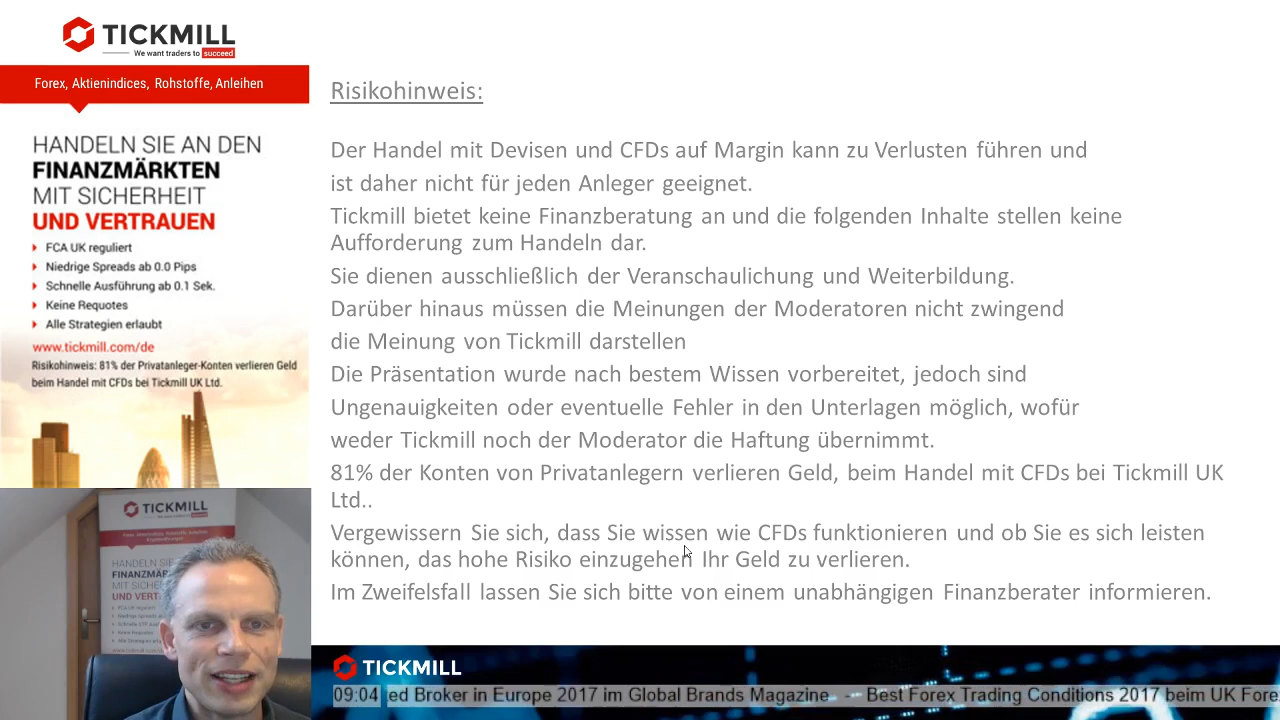 TICKMILL
We want traders to succeed
Forex, Aktienindices, Rohstoffe, Anleihen
HANDELN SIE AN DEN
FINANZMÄRKTEN
MIT SICHERHEIT
UND VERTRAUEN
FCA UK reguliert
Niedrige Spreads ab 0.0 Pips
Schnelle Ausführung ab 0.1 Sek.
Keine Requotes
Alle Strategien erlaubt
www.tickmill.com/de
Risikohinweis: 81% der Privatanleger-Konten verlieren Geld
beim Handel mit CFDs bei Tickmill UK Ltd.
Risikohinweis:
Der Handel mit Devisen und CFDs auf Margin kann zu Verlusten führen und
ist daher nicht für jeden Anleger geeignet.
Tickmill bietet keine Finanzberatung an und die folgenden Inhalte stellen keine
Aufforderung zum Handeln dar.
Sie dienen ausschließlich der Veranschaulichung und Weiterbildung.
Darüber hinaus müssen die Meinungen der Moderatoren nicht zwingend
die Meinung von Tickmill darstellen
Die Präsentation wurde nach bestem Wissen vorbereitet, jedoch sind
Ungenauigkeiten oder eventuelle Fehler in den Unterlagen möglich, wofür
weder Tickmill noch der Moderator die Haftung übernimmt.
81% der Konten von Privatanlegern verlieren Geld, beim Handel mit CFDs bei Tickmill UK
Ltd..
Vergewissern Sie sich, dass Sie wissen wie CFDs funktionieren und ob Sie es sich leisten
können, das hohe Risiko einzugehen Ihr Geld zu verlieren.
Im Zweifelsfall lassen Sie sich bitte von einem unabhängigen Finanzberater informieren.
TICKMILL
HANDELN SIE
FINANZMÄR
MIT SICHE
UND VERT
TICKMILL
09:04 ed Broker in Europe 2017 im Global Brands Magazine - Best Forex Trading Conditions 2017 beim UK Fore